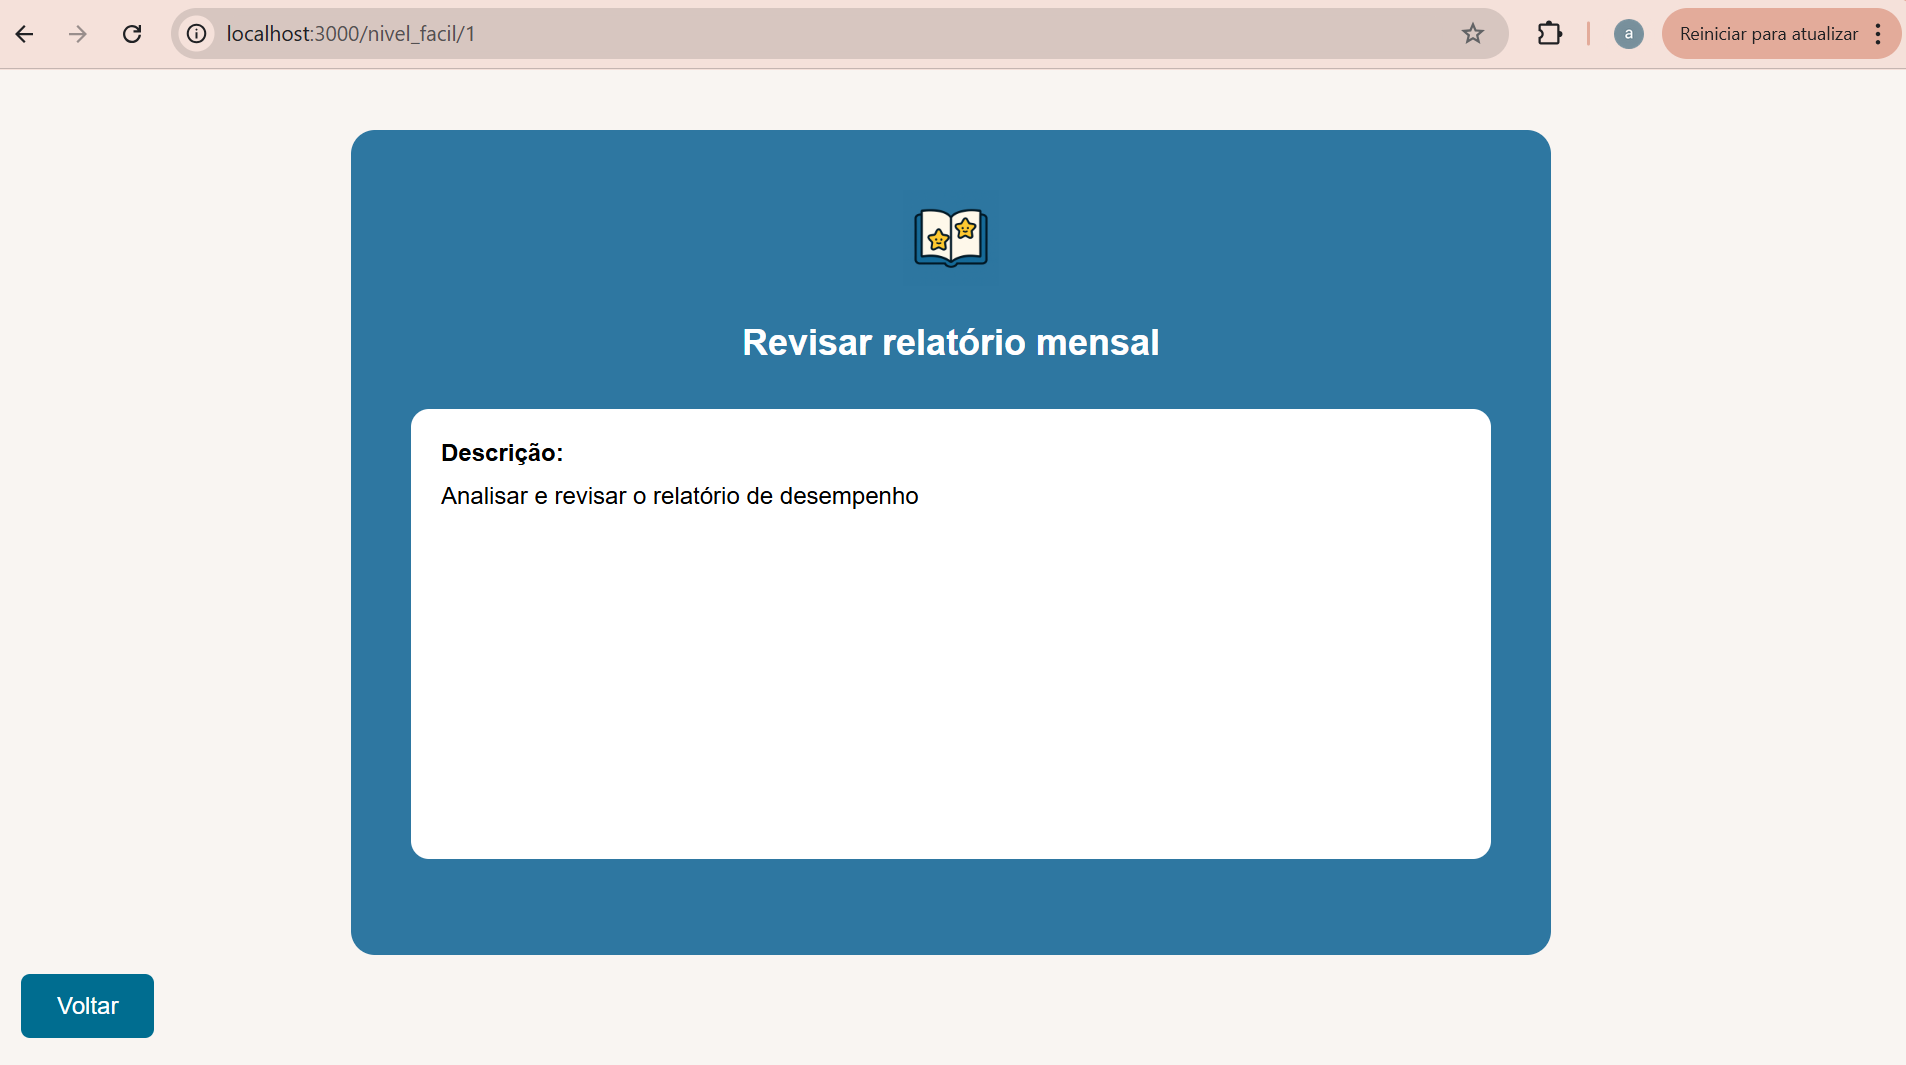 localhost:3000/nivel_facil/1
a
Reiniciar para atualizar
Revisar relatório mensal
Descrição:
Analisar e revisar o relatório de desempenho
Voltar